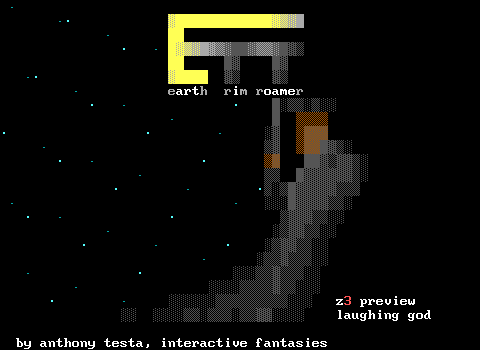 earth rim roamer
z3 preview
laughing god
by anthony testa, interactive fantasies